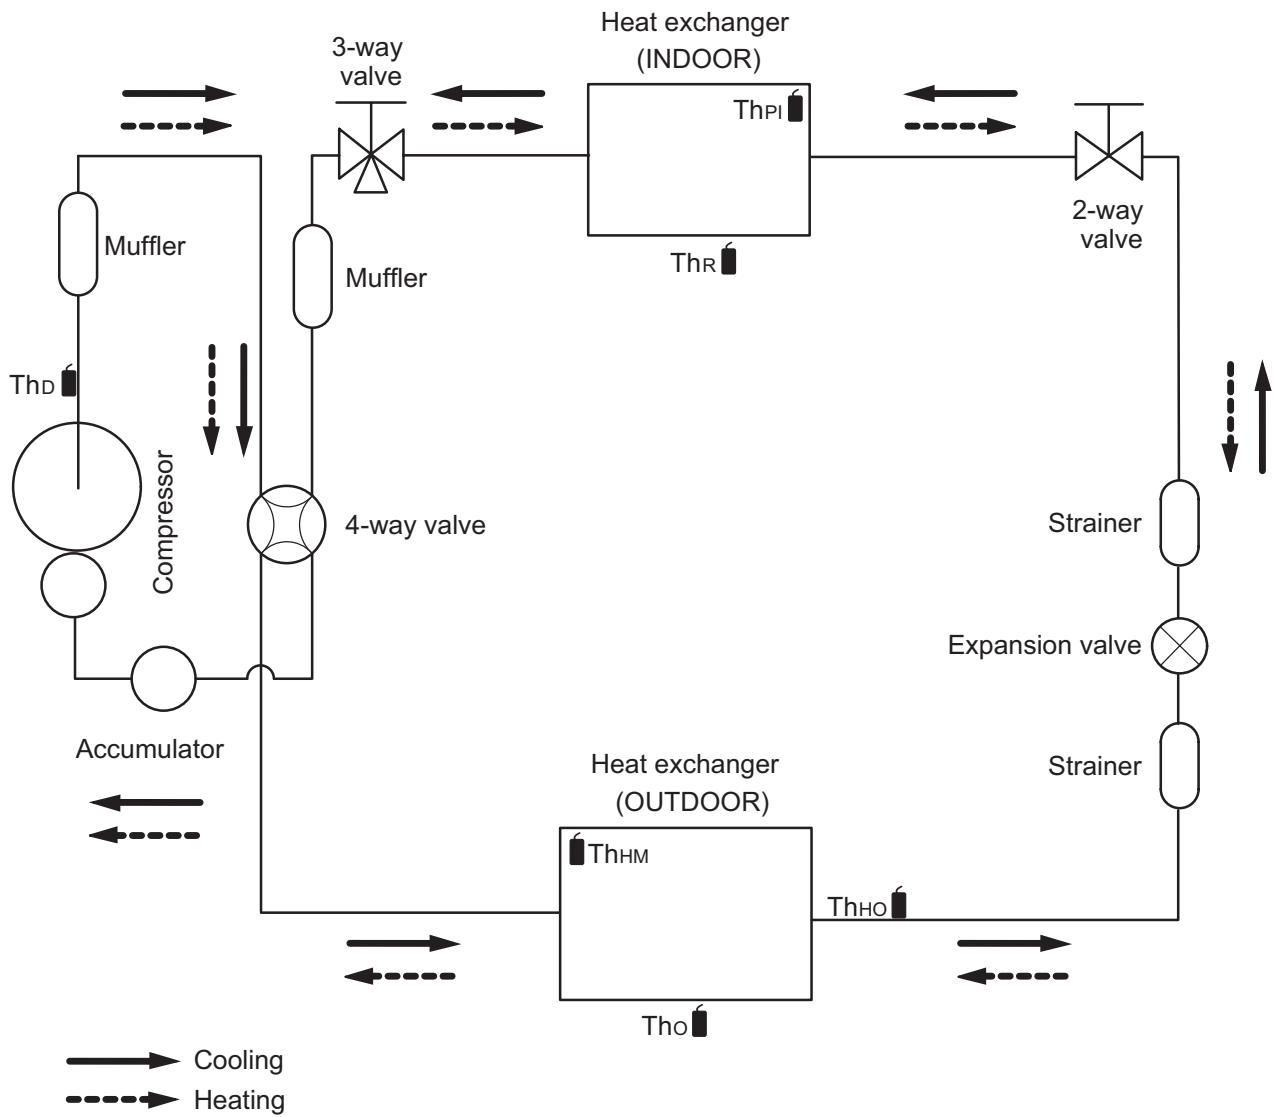 Heat exchanger
(INDOOR)
3-way
valve
ThPI
2-way
valve
Muffler
ThR
Muffler
ThD
Compressor
4-way valve
Strainer
Expansion valve
Accumulator
Strainer
Heat exchanger
(OUTDOOR)
ThHM
ThHO
ThO
Cooling
Heating